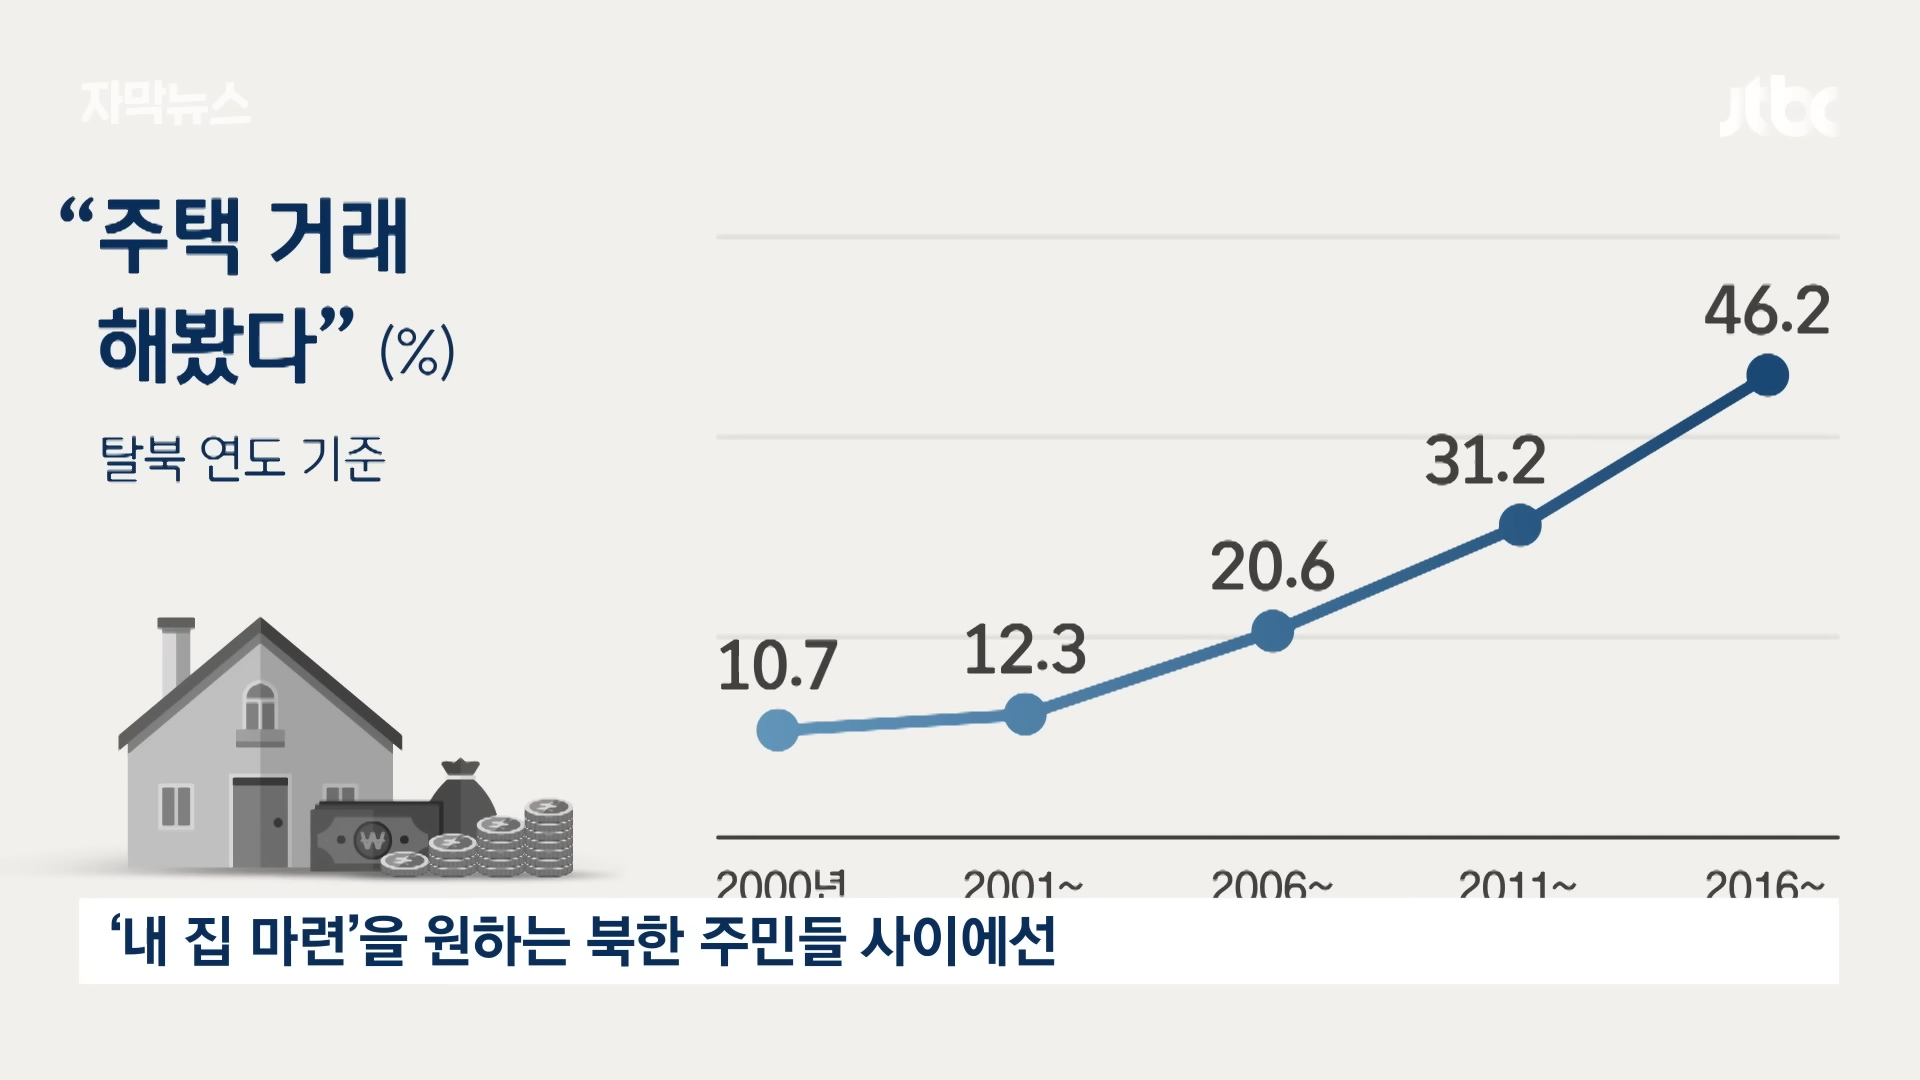 자막뉴스
jtbc
“주택 거래
해봤다” (%)
탈북 연도 기준
10.7
12.3
20.6
31.2
46.2
2000년
2001~
2006~
2011~
2016~
₩
‘내 집 마련’을 원하는 북한 주민들 사이에선